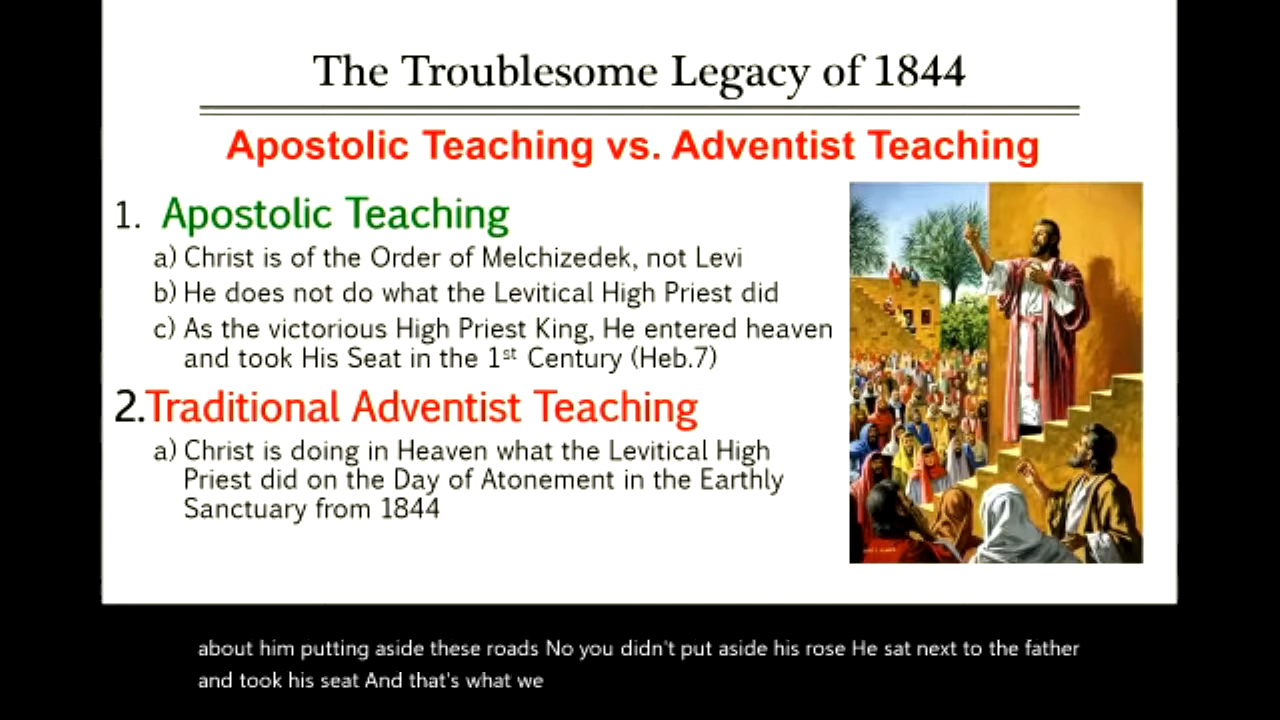 The Troublesome Legacy of 1844
Apostolic Teaching vs. Adventist Teaching
1. Apostolic Teaching
a) Christ is of the Order of Melchizedek, not Levi
b) He does not do what the Levitical High Priest did
c) As the victorious High Priest King, He entered heaven
and took His Seat in the 1st Century (Heb.7)
2.Traditional Adventist Teaching
a) Christ is doing in Heaven what the Levitical High
Priest did on the Day of Atonement in the Earthly
Sanctuary from 1844
about him putting aside these roads No you didn't put aside his rose He sat next to the father
and took his seat And that's what we